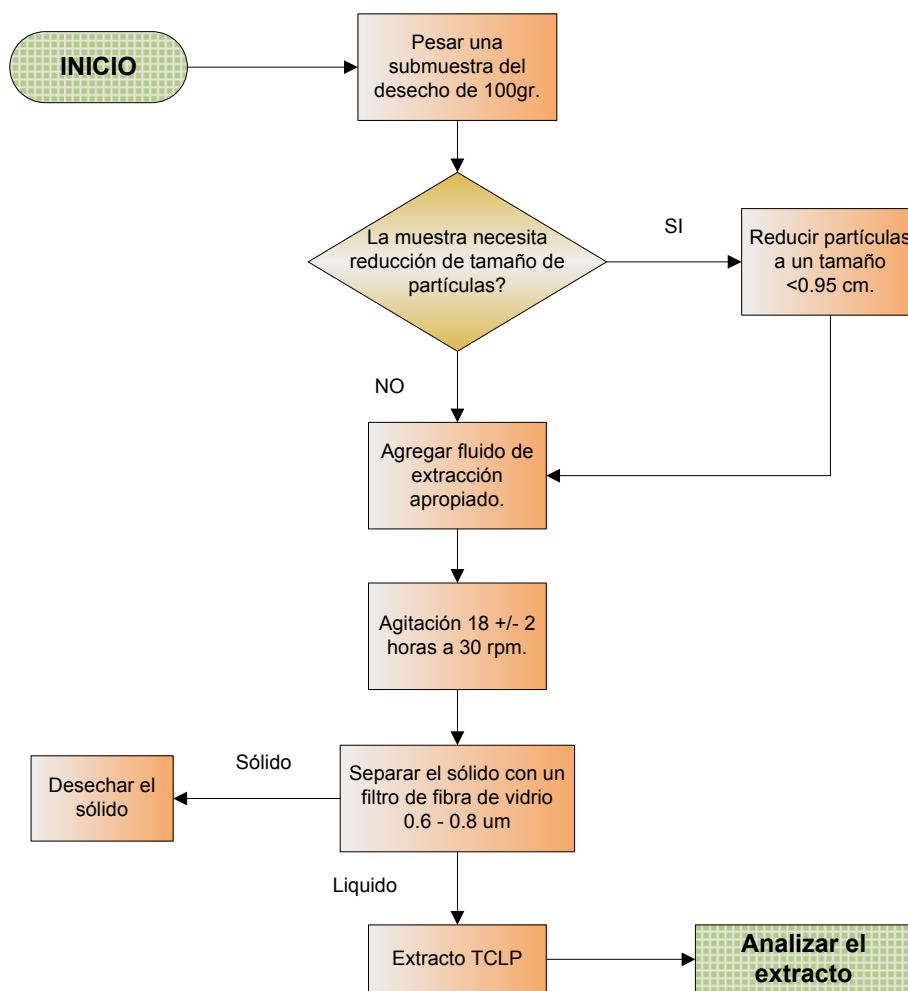 INICIO
Pesar una
submuestra del
desecho de 100gr.
La muestra necesita
reducción de tamaño de
partículas?
SI
Reducir partículas
a un tamaño
<0.95 cm.
NO
Agregar fluido de
extracción
apropiado.
Agitación 18 +/- 2
horas a 30 rpm.
Separar el sólido con un
filtro de fibra de vidrio
0.6 - 0.8 um
Sólido
Desechar el
sólido
Liquido
Extracto TCLP
Analizar el
extracto